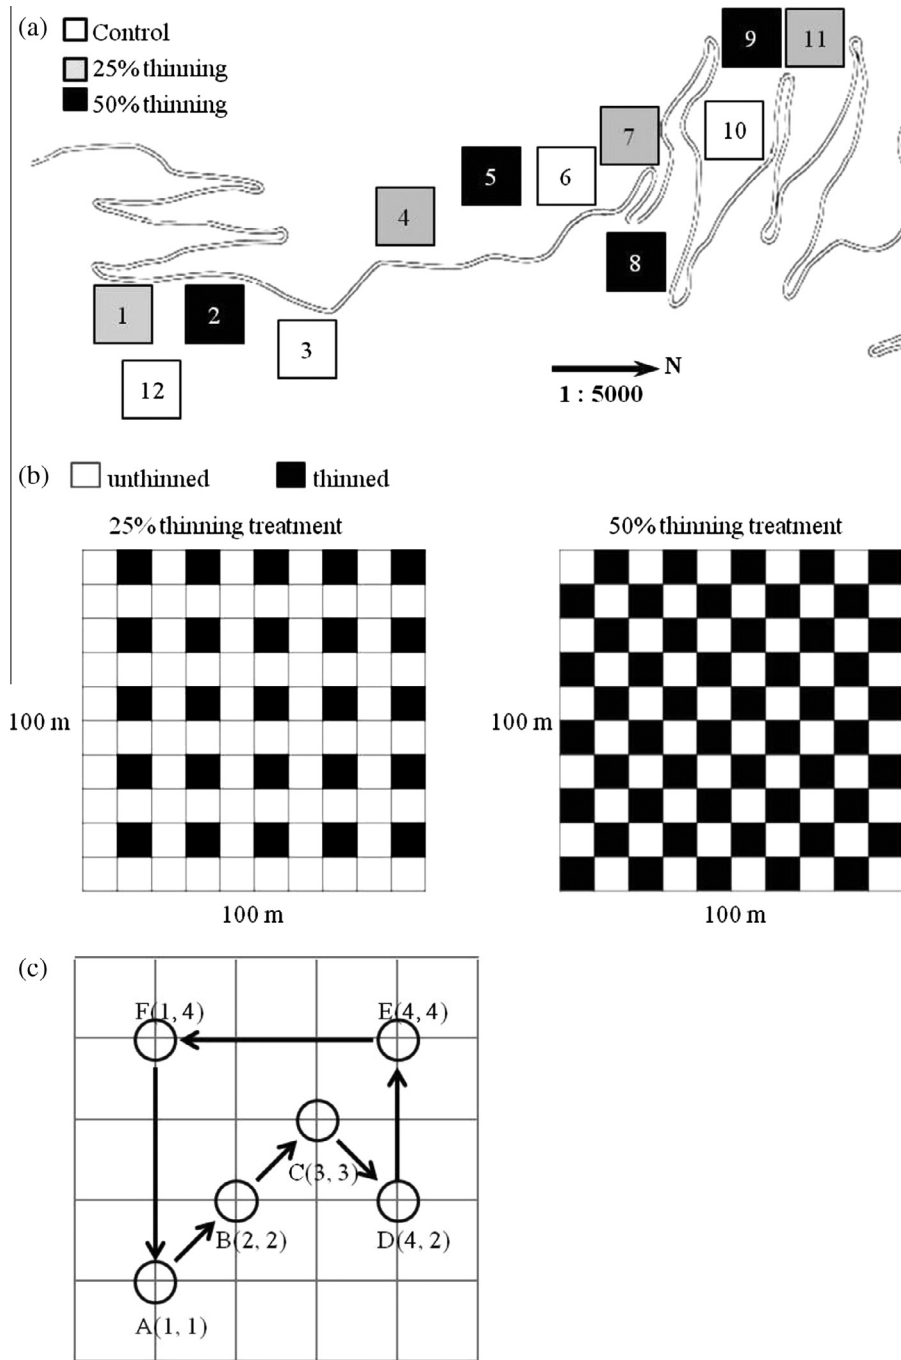 (a)
Control
25% thinning
50% thinning
9 11
7 10
5 6
4
8
1 2
3
12
N
1 : 5000
(b) unthinned thinned
25% thinning treatment 50% thinning treatment
100 m 100 m
100 m 100 m
(c)
F(1, 4) E(4, 4)
C(3, 3)
B(2, 2) D(4, 2)
A(1, 1)